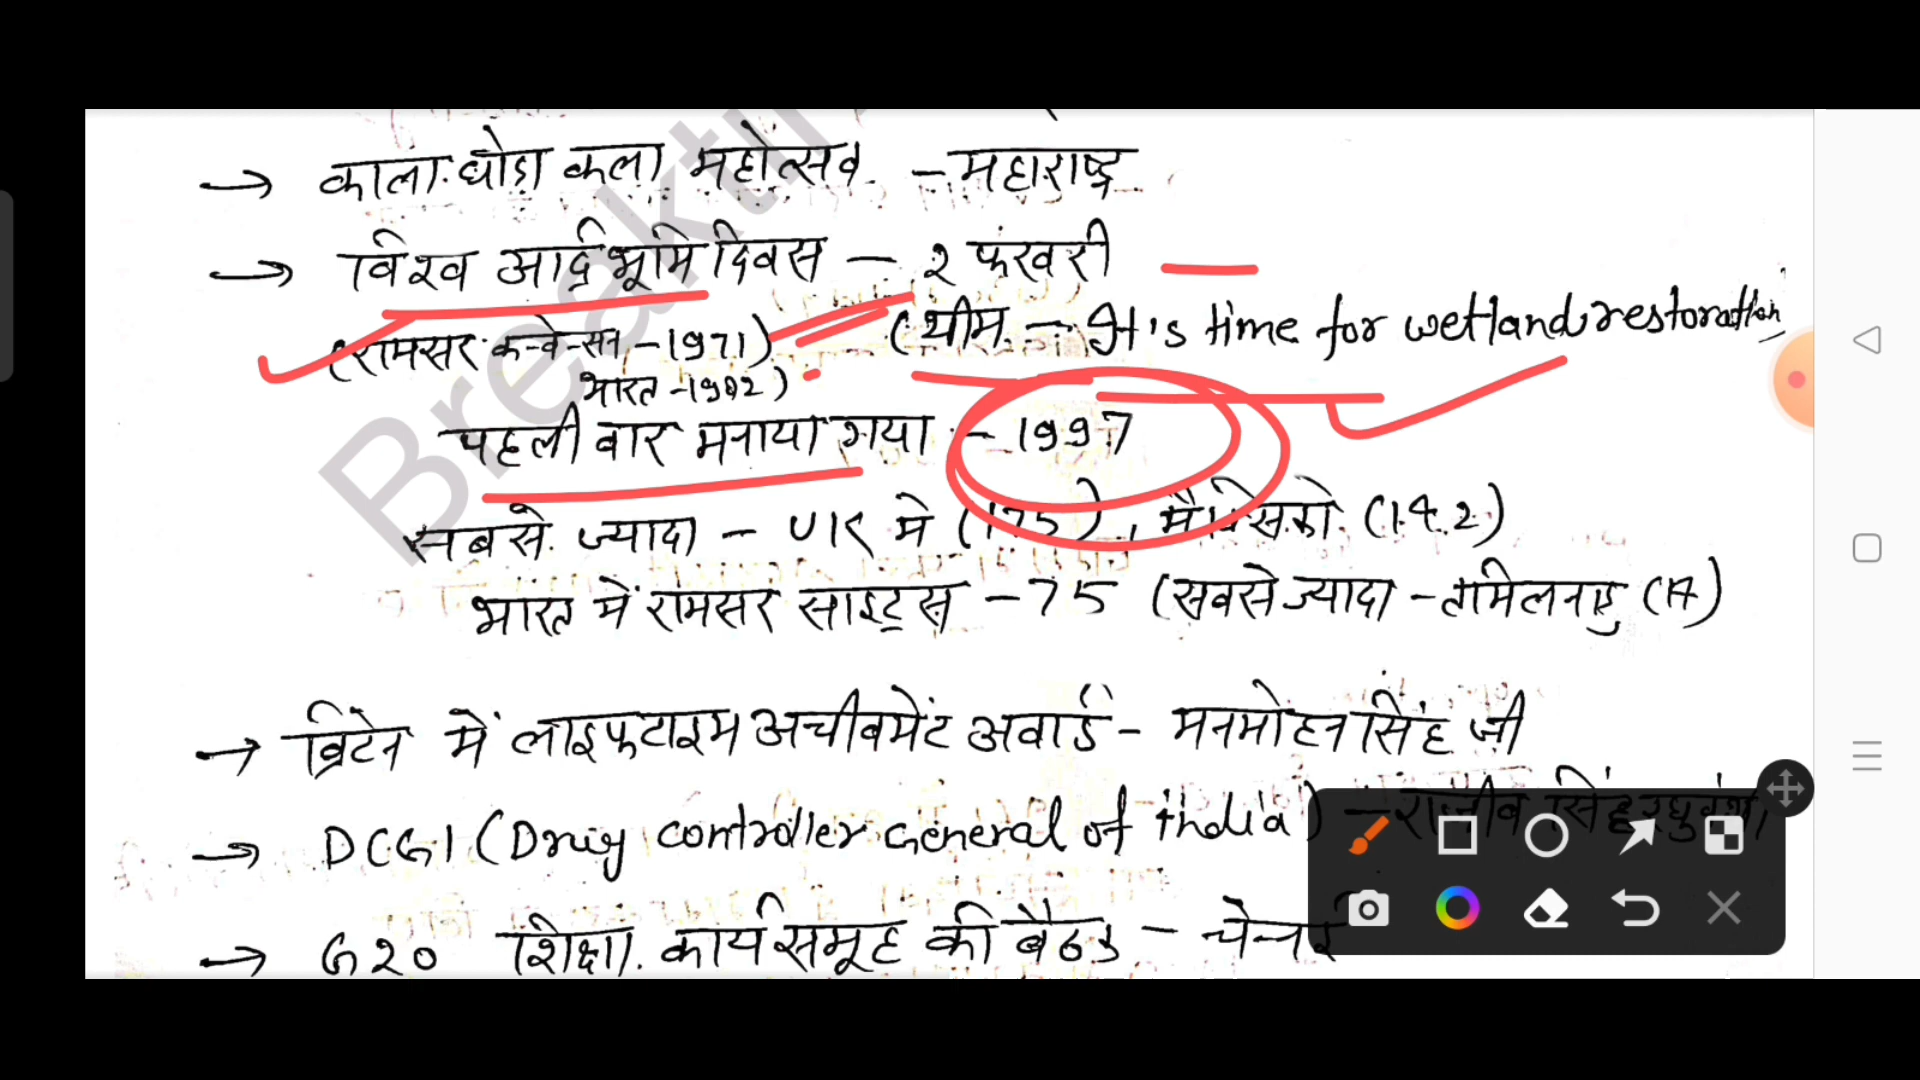 → काला घोडा कला महोत्सव - महाराष्ट्र
→ विश्व आर्द्रभूमि दिवस - 2 फरवरी
(रामसर कन्वेन्सन - 1971) (थीम - It's time for wetland restoration)
भारत - 1982)
पहली बार मनाया गया - 1997
सबसे ज्यादा - UK मे (175), मैक्सिको (142)
भारत में रामसर साइट्स - 75 (सबसे ज्यादा - तमिलनाडु (14)
→ ब्रिटेन में लाइफटाइम अचीवमेंट अवार्ड - मनमोहन सिंह जी
→ DCGI (Drug controller General of india) - राजीव सिंह रघुवंशी
→ G20 शिक्षा कार्य समूह की बैठक - चेन्नई